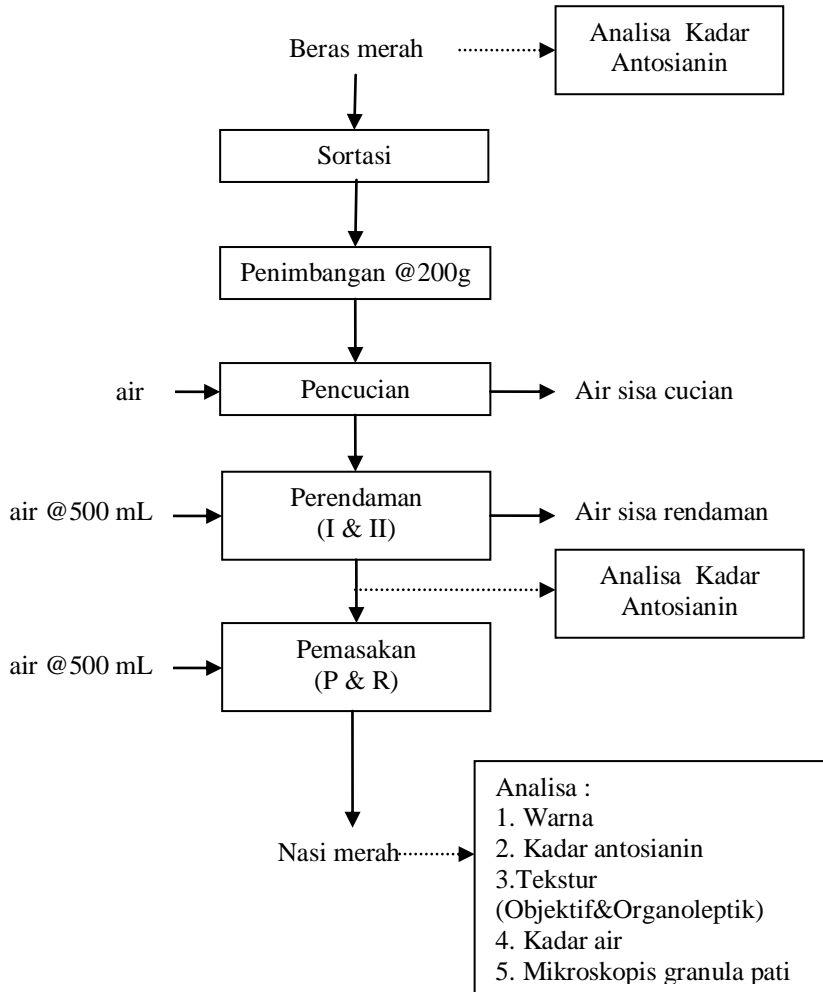 Beras merah
Analisa Kadar
Antosianin
Sortasi
Penimbangan @200g
air
Pencucian
Air sisa cucian
air @500 mL
Perendaman
(I & II)
Air sisa rendaman
Analisa Kadar
Antosianin
air @500 mL
Pemasakan
(P & R)
Nasi merah
Analisa :
1. Warna
2. Kadar antosianin
3.Tekstur
(Objektif&Organoleptik)
4. Kadar air
5. Mikroskopis granula pati